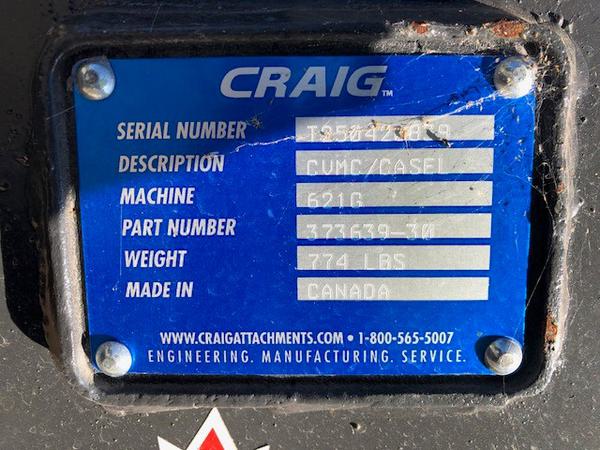 CRAIG™
SERIAL NUMBER
DESCRIPTION CVMC/CASEL
MACHINE 621G
PART NUMBER 373639-30
WEIGHT 774 LBS
MADE IN CANADA
WWW.CRAIGATTACHMENTS.COM • 1-800-565-5007
ENGINEERING. MANUFACTURING. SERVICE.